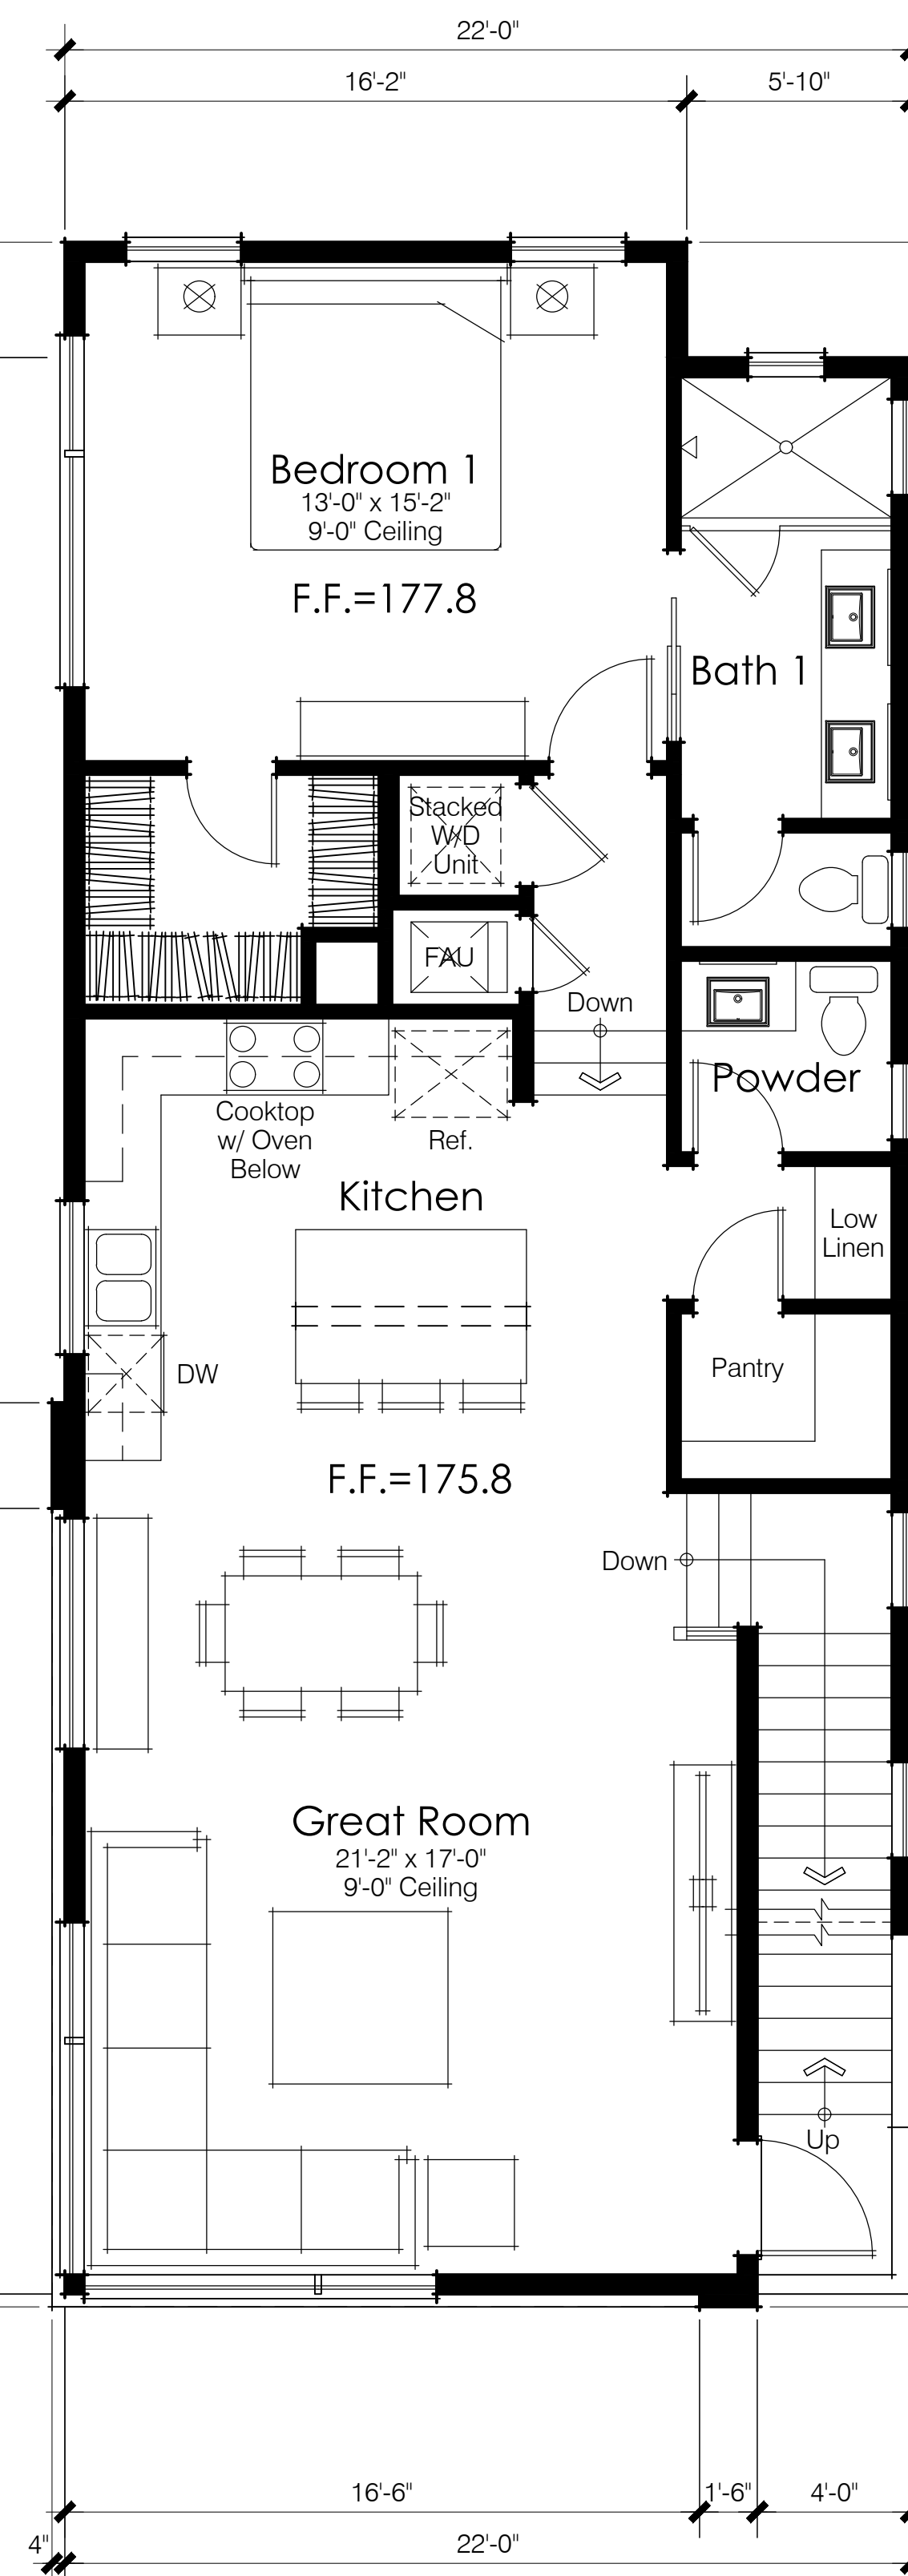 22'-0"
16'-2"
5'-10"
Bedroom 1
13'-0" x 15'-2"
9'-0" Ceiling
F.F.=177.8
Bath 1
Stacked
W/D
Unit
FAU
Down
Powder
Cooktop
w/ Oven
Below
Ref.
Kitchen
Low
Linen
DW
Pantry
F.F.=175.8
Down
Great Room
21'-2" x 17'-0"
9'-0" Ceiling
Up
16'-6"
1'-6"
4'-0"
4"
22'-0"